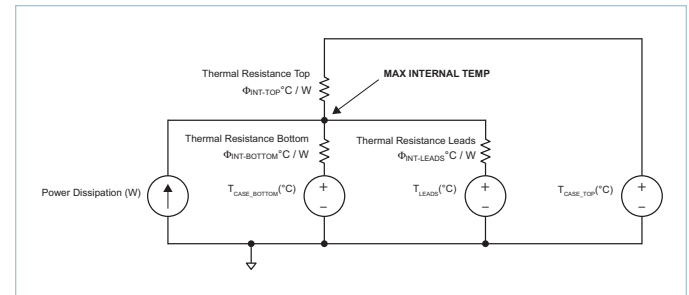 Thermal Resistance Top
ΦINT-TOP°C / W
MAX INTERNAL TEMP
Thermal Resistance Bottom
ΦINT-BOTTOM°C / W
Thermal Resistance Leads
ΦINT-LEADS°C / W
Power Dissipation (W)
TCASE_BOTTOM(°C)
+
−
TLEADS(°C)
+
−
TCASE_TOP(°C)
+
−